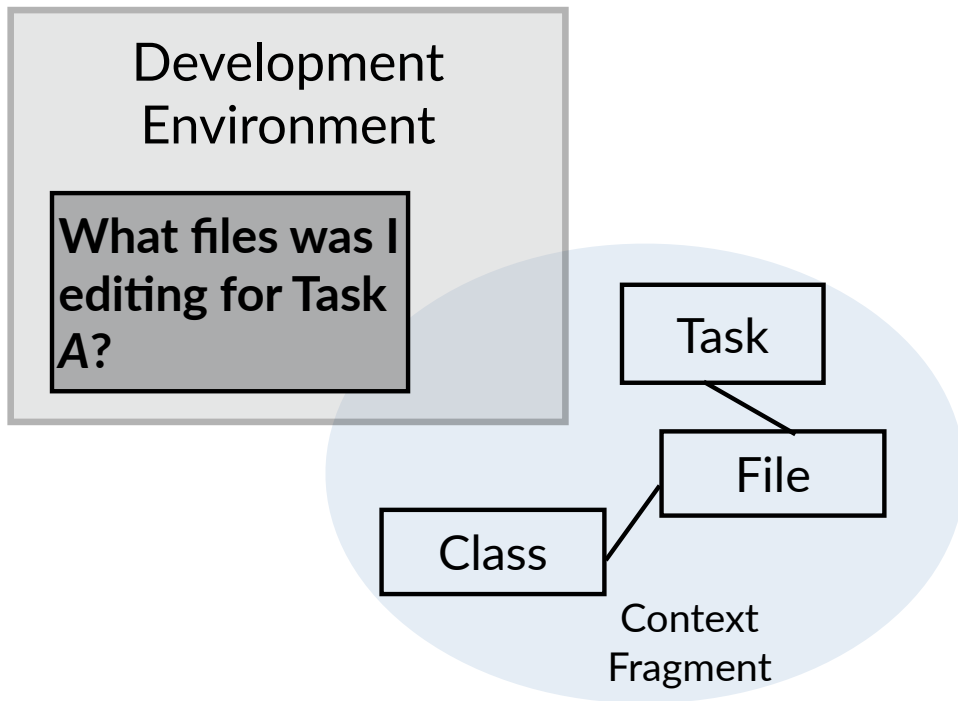 Development
Environment
What files was I
editing for Task
A?
Task
File
Class
Context
Fragment